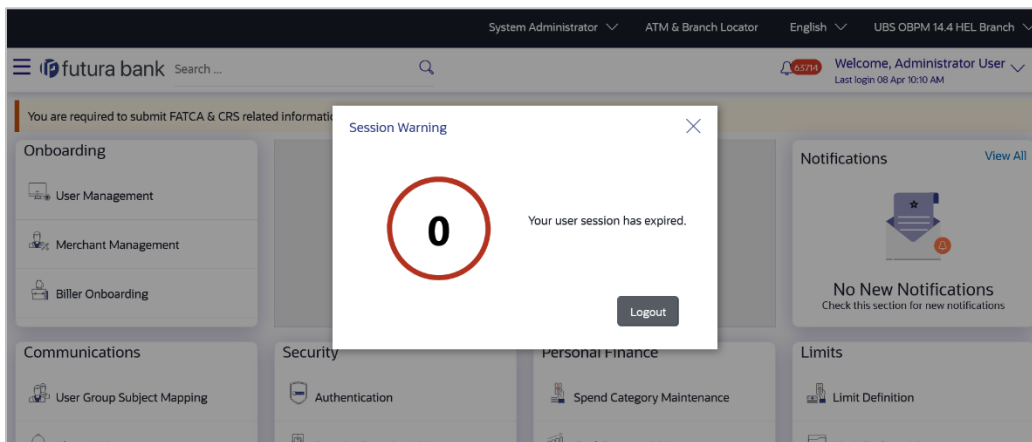 System Administrator ATM & Branch Locator English UBS OBPM 14.4 HEL Branch
futura bank Search ... 63714 Welcome, Administrator User
Last login 08 Apr 10:10 AM
You are required to submit FATCA & CRS related
Session Warning
0
Your user session has expired.
Logout
Onboarding
User Management
Merchant Management
Biller Onboarding
Notifications View All
No New Notifications
Check this section for new notifications
Communications
User Group Subject Mapping
Security
Authentication
Personal Finance
Spend Category Maintenance
Limits
Limit Definition